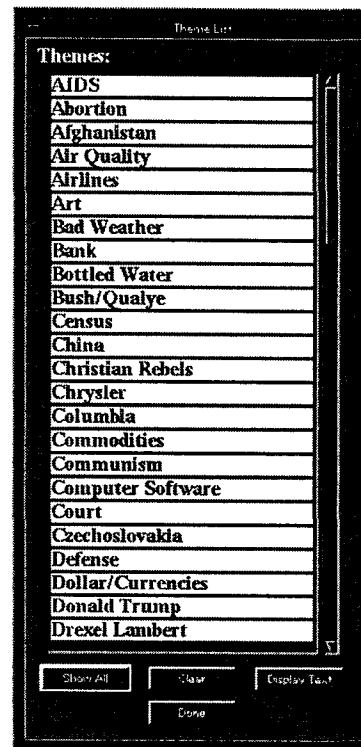 Theme List
Themes:
AIDS
Abortion
Afghanistan
Air Quality
Airlines
Art
Bad Weather
Bank
Bottled Water
Bush/Qualye
Census
China
Christian Rebels
Chrysler
Columbia
Commodities
Communism
Computer Software
Court
Czechoslovakia
Defense
Dollar/Currencies
Donald Trump
Drexel Lambert
Show All Clear Display Text
Done